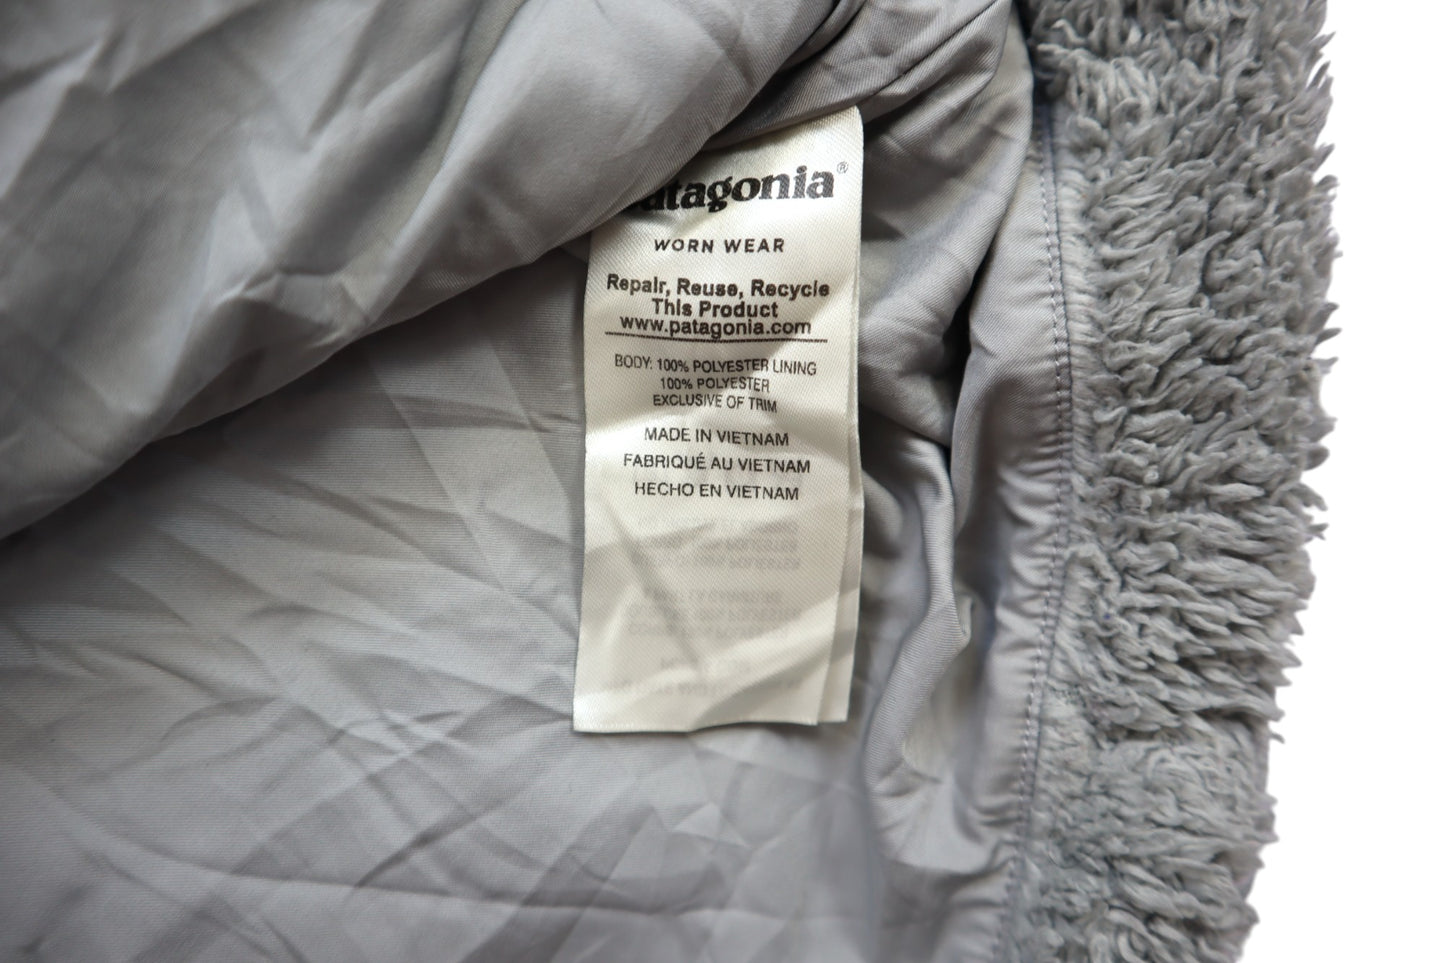 patagonia®
WORN WEAR
Repair, Reuse, Recycle
This Product
www.patagonia.com
BODY: 100% POLYESTER LINING
100% POLYESTER
EXCLUSIVE OF TRIM
MADE IN VIETNAM
FABRIQUÉ AU VIETNAM
HECHO EN VIETNAM